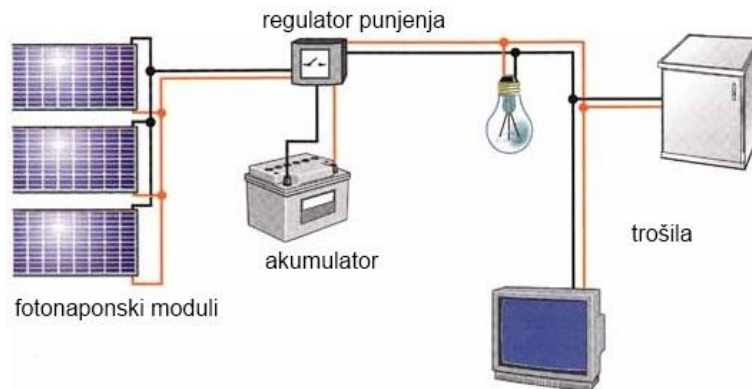 regulator punjenja
akumulator
trošila
fotonaponski moduli